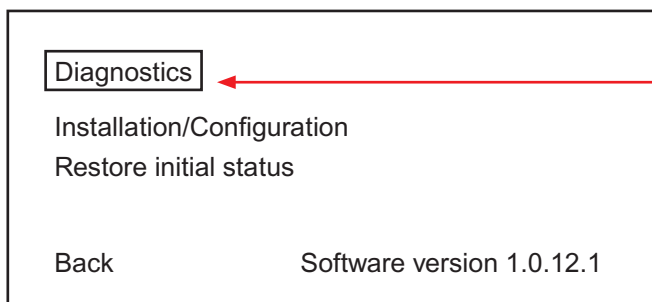 Diagnostics
Installation/Configuration
Restore initial status
Back Software version 1.0.12.1